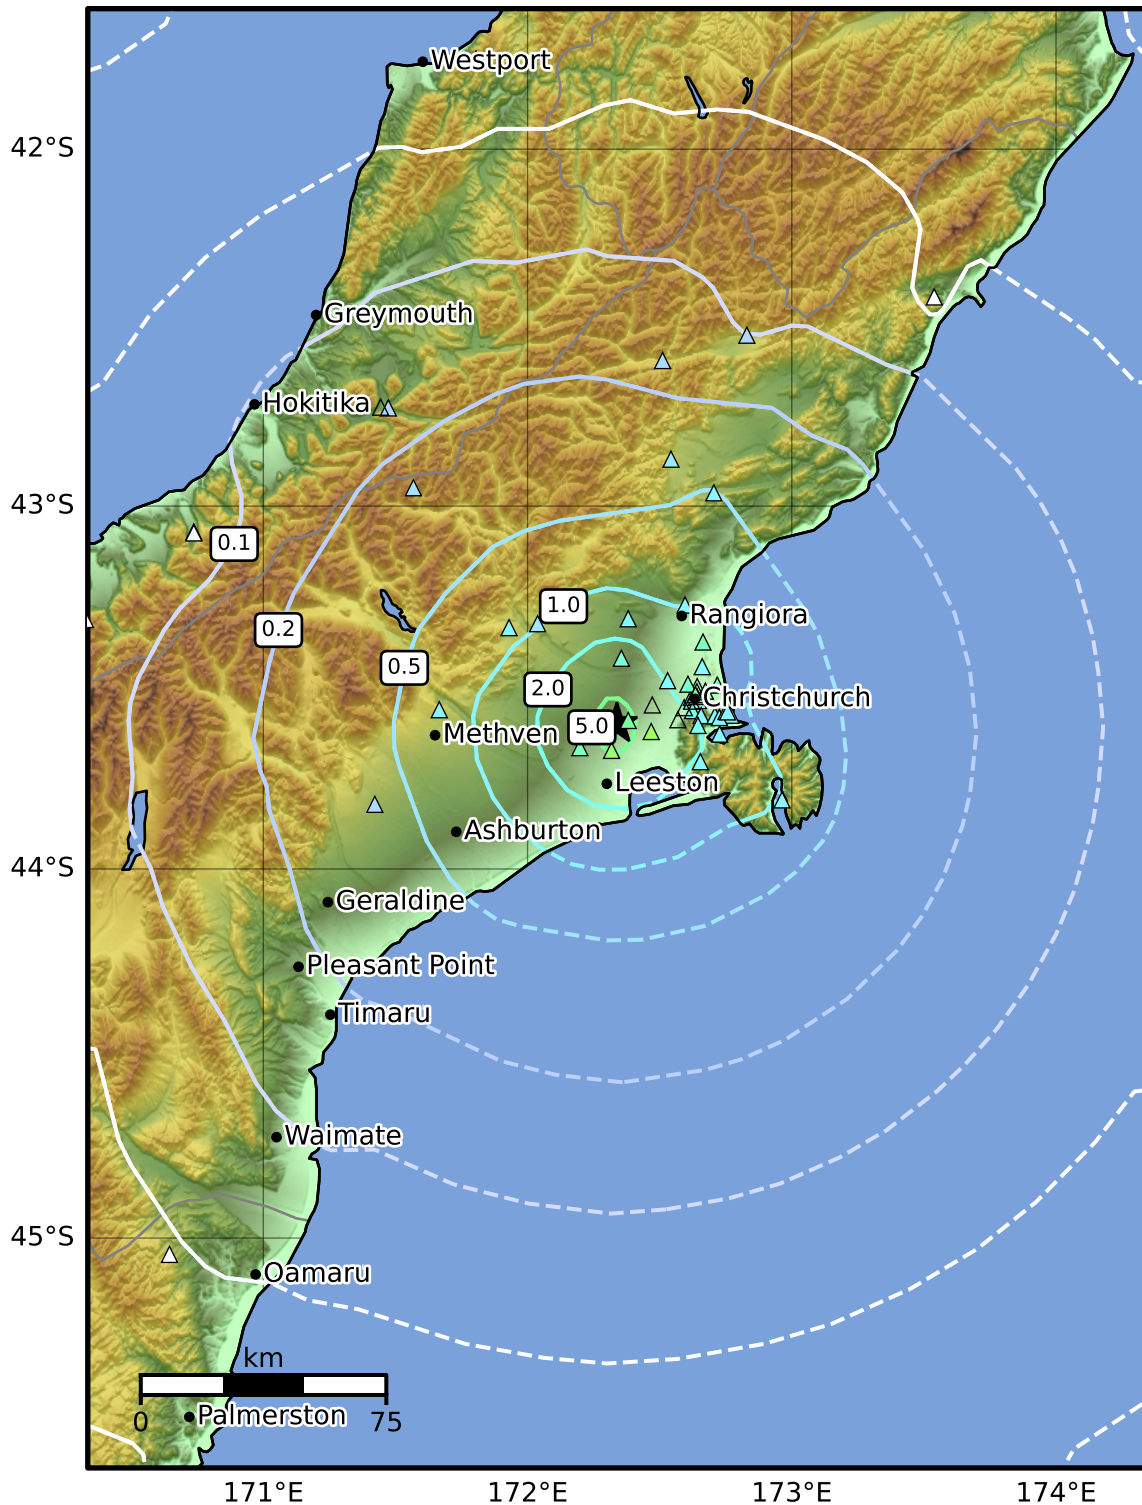 Westport
42°S
Greymouth
Hokitika
43°S
0.1
1.0
Rangiora
0.2
0.5
2.0
Christchurch
5.0
Methven
Leeston
Ashburton
44°S
Geraldine
Pleasant Point
Timaru
Waimate
45°S
Oamaru
km
0 75
Palmerston
171°E 172°E 173°E 174°E